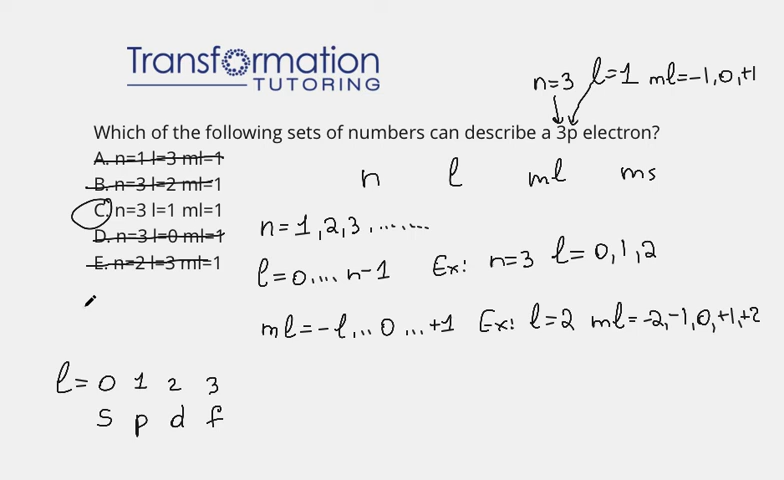 Transformation
TUTORING
n=3 l=1 ml=-1,0,+1
Which of the following sets of numbers can describe a 3p electron?
A. n=1 l=3 ml=1
B. n=3 l=2 ml=1
C. n=3 l=1 ml=1
D. n=3 l=0 ml=1
E. n=2 l=3 ml=1
n l ml ms
n=1,2,3,.......
l=0.... n-1 Ex: n=3 l=0,1,2
ml=-l... 0 ...+1 Ex: l=2 ml=-2,-1,0,+1,+2
l=0 1 2 3
s p d f